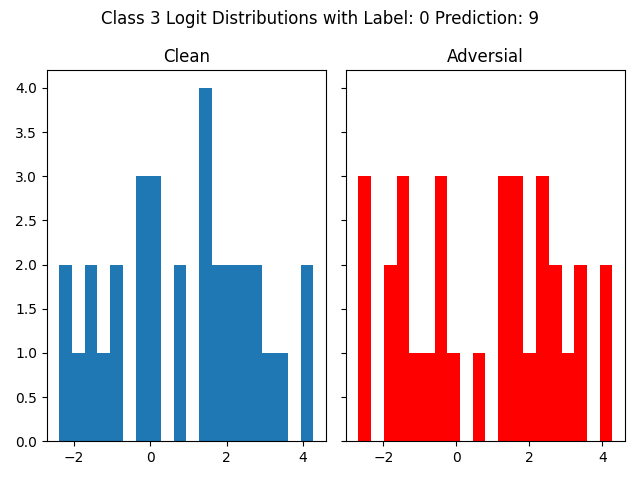 Class 3 Logit Distributions with Label: 0 Prediction: 9
Clean
Adversial
4.0
3.5
3.0
2.5
2.0
1.5
1.0
0.5
0.0
−2 0 2 4
−2 0 2 4